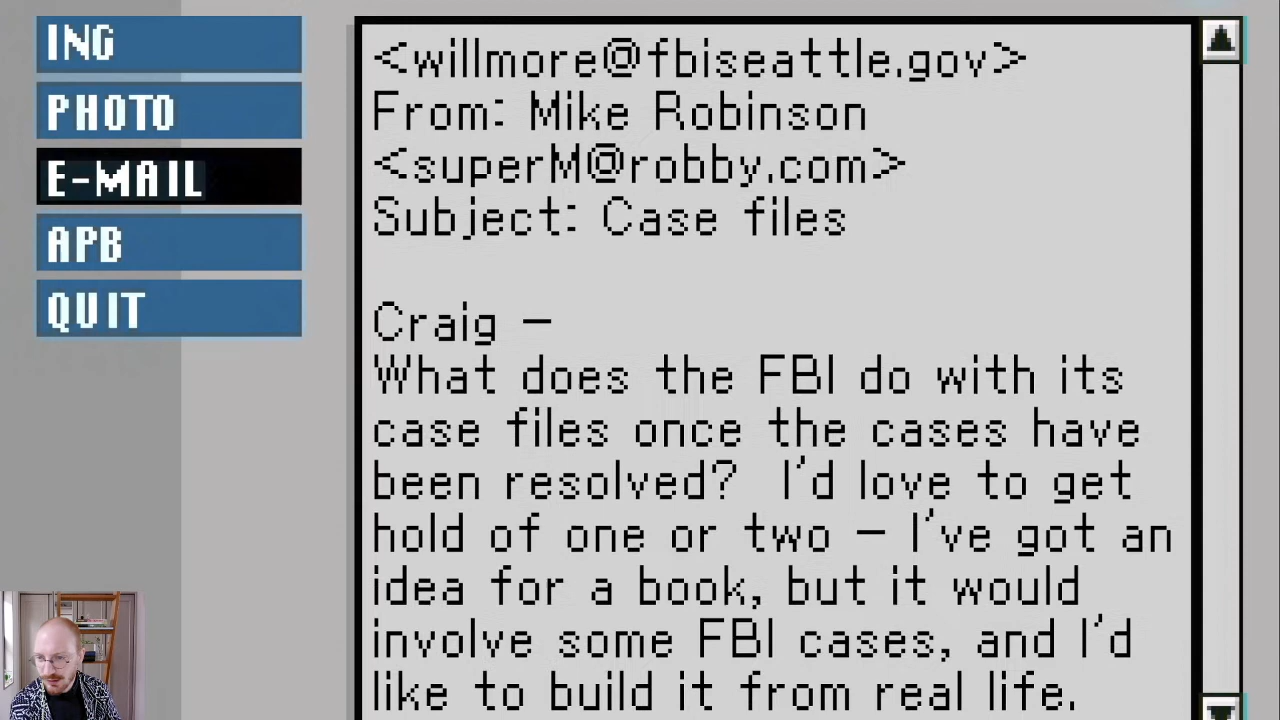 ING
PHOTO
E-MAIL
APB
QUIT
<willmore@fbiseattle.gov>
From: Mike Robinson
<superM@robby.com>
Subject: Case files
Craig –
What does the FBI do with its
case files once the cases have
been resolved?  I'd love to get
hold of one or two – I've got an
idea for a book, but it would
involve some FBI cases, and I'd
like to build it from real life.